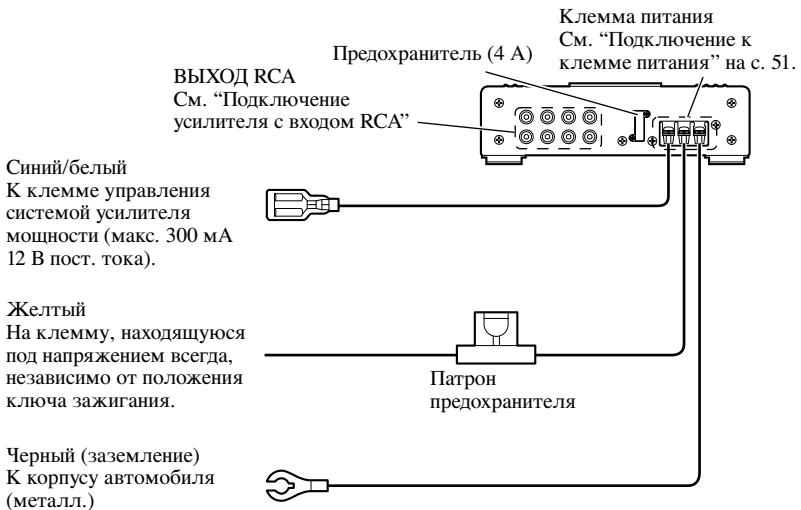 Клемма питания
См. “Подключение к
клемме питания” на с. 51.
Предохранитель (4 А)
ВЫХОД RCA
См. “Подключение
усилителя с входом RCA”
Синий/белый
К клемме управления
системой усилителя
мощности (макс. 300 мА
12 В пост. тока).
Желтый
На клемму, находящуюся
под напряжением всегда,
независимо от положения
ключа зажигания.
Патрон
предохранителя
Черный (заземление)
К корпусу автомобиля
(металл.)